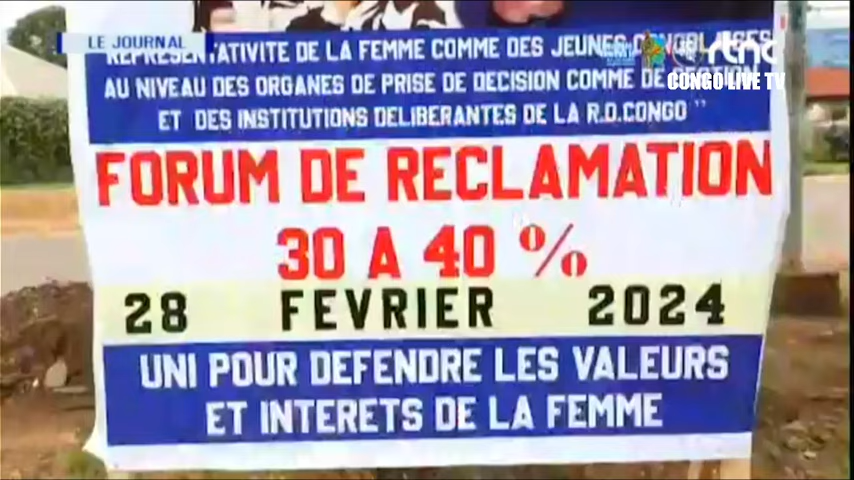 LE JOURNAL
rtnc
CONGO LIVE TV
REPRESENTATIVITE DE LA FEMME COMME DES JEUNES
AU NIVEAU DES ORGANES DE PRISE DE DECISION COMME DE
ET DES INSTITUTIONS DELIBERANTES DE LA R.D.CONGO "
FORUM DE RECLAMATION
30 A 40 %
28 FEVRIER 2024
UNI POUR DEFENDRE LES VALEURS
ET INTERETS DE LA FEMME